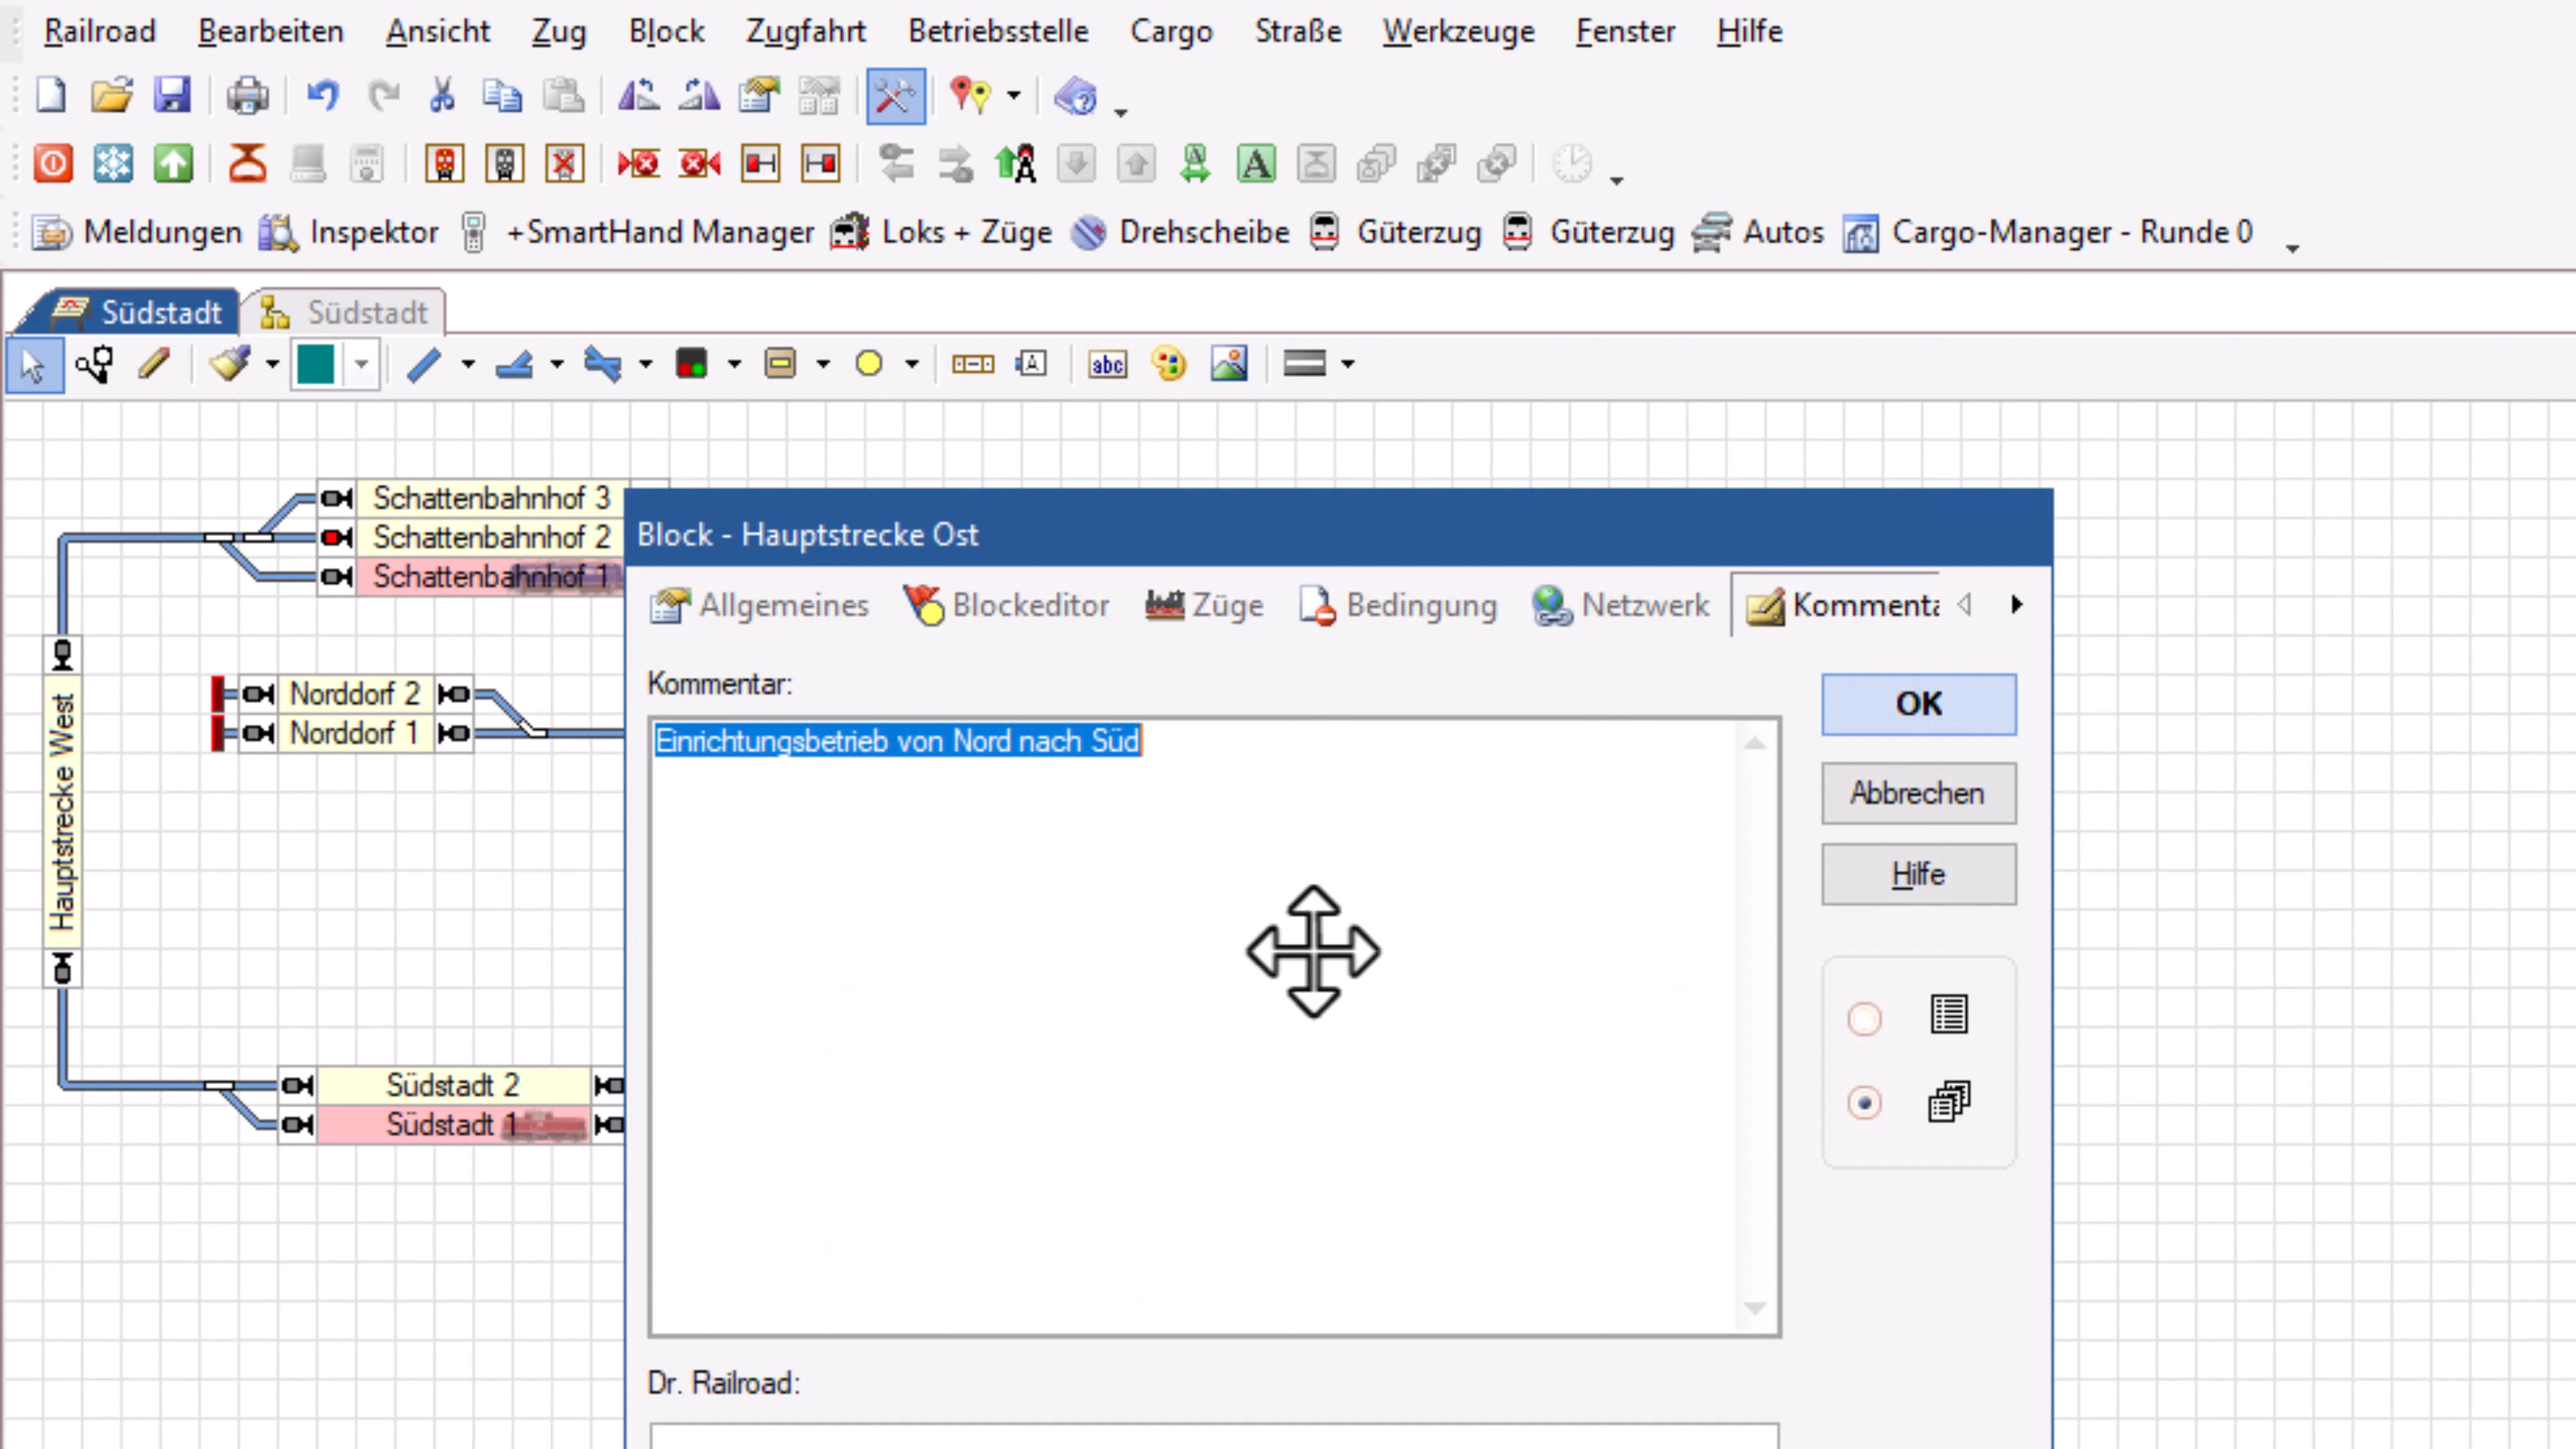 Railroad Bearbeiten Ansicht Zug Block Zugfahrt Betriebsstelle Cargo Straße Werkzeuge Fenster Hilfe
Meldungen Inspektor +SmartHand Manager Loks + Züge Drehscheibe Güterzug Güterzug Autos Cargo-Manager - Runde 0
Südstadt Südstadt
abc
Schattenbahnhof 3
Schattenbahnhof 2
Schattenbahnhof 1
Norddorf 2
Norddorf 1
Hauptstrecke West
Südstadt 2
Südstadt 1
Block - Hauptstrecke Ost
Allgemeines Blockeditor Züge Bedingung Netzwerk Kommenta
Kommentar:
Einrichtungsbetrieb von Nord nach Süd
OK
Abbrechen
Hilfe
Dr. Railroad: